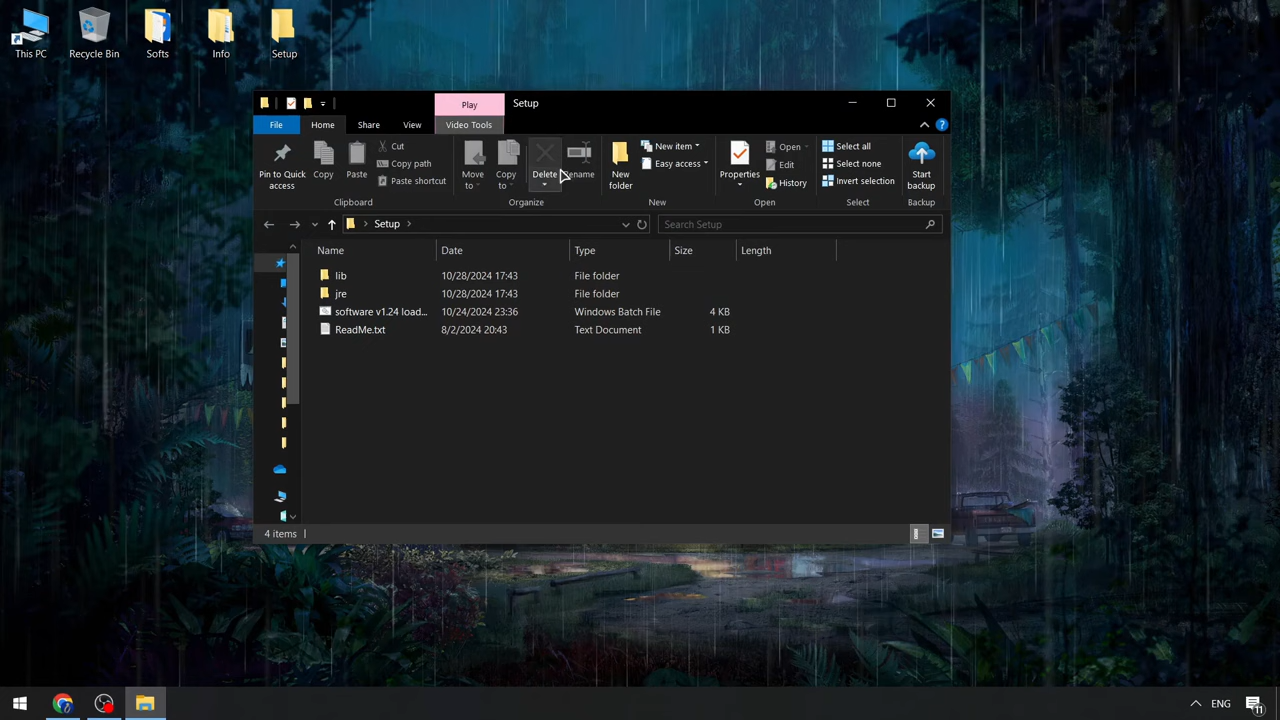 This PC
Recycle Bin
Softs
Info
Setup
Play
Setup
File
Home
Share
View
Video Tools
Pin to Quick access
Copy
Paste
Cut
Copy path
Paste shortcut
Move to
Copy to
Delete
ename
New folder
New item
Easy access
Properties
Open
Edit
History
Select all
Select none
Invert selection
Start backup
Clipboard
Organize
New
Open
Select
Backup
Setup
Search Setup
Name Date Type Size Length
lib 10/28/2024 17:43 File folder
jre 10/28/2024 17:43 File folder
software v1.24 load... 10/24/2024 23:36 Windows Batch File 4 KB
ReadMe.txt 8/2/2024 20:43 Text Document 1 KB
4 items
ENG
11